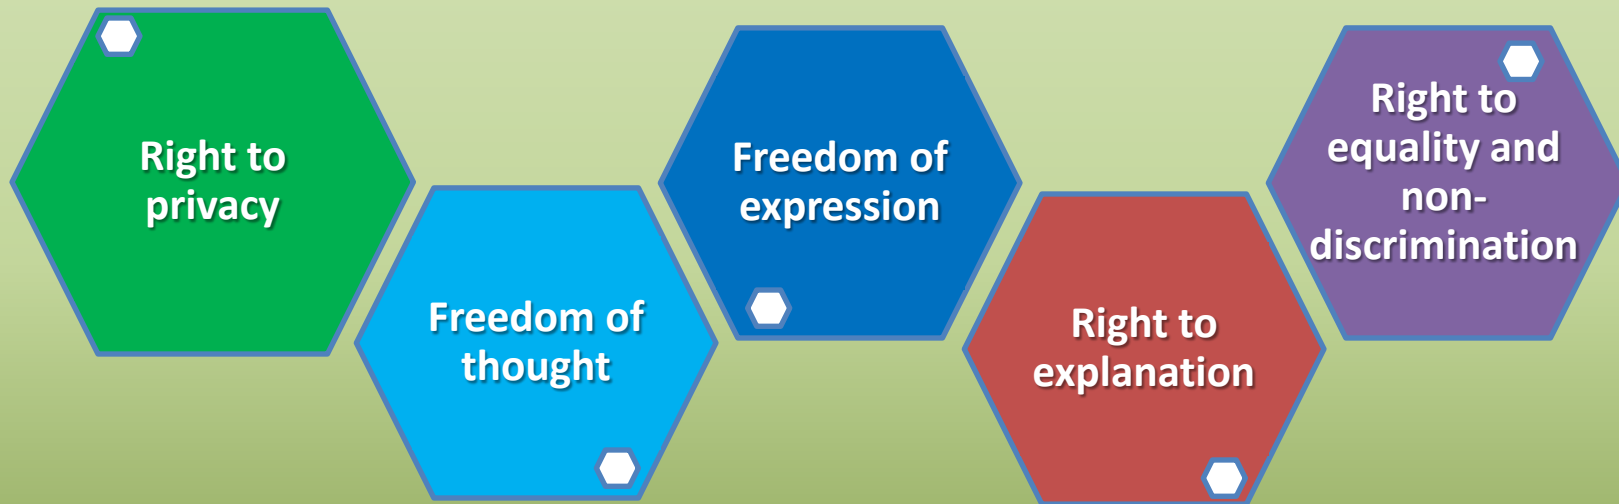 Right to
privacy
Freedom of
thought
Freedom of
expression
Right to
explanation
Right to
equality and
non-
discrimination